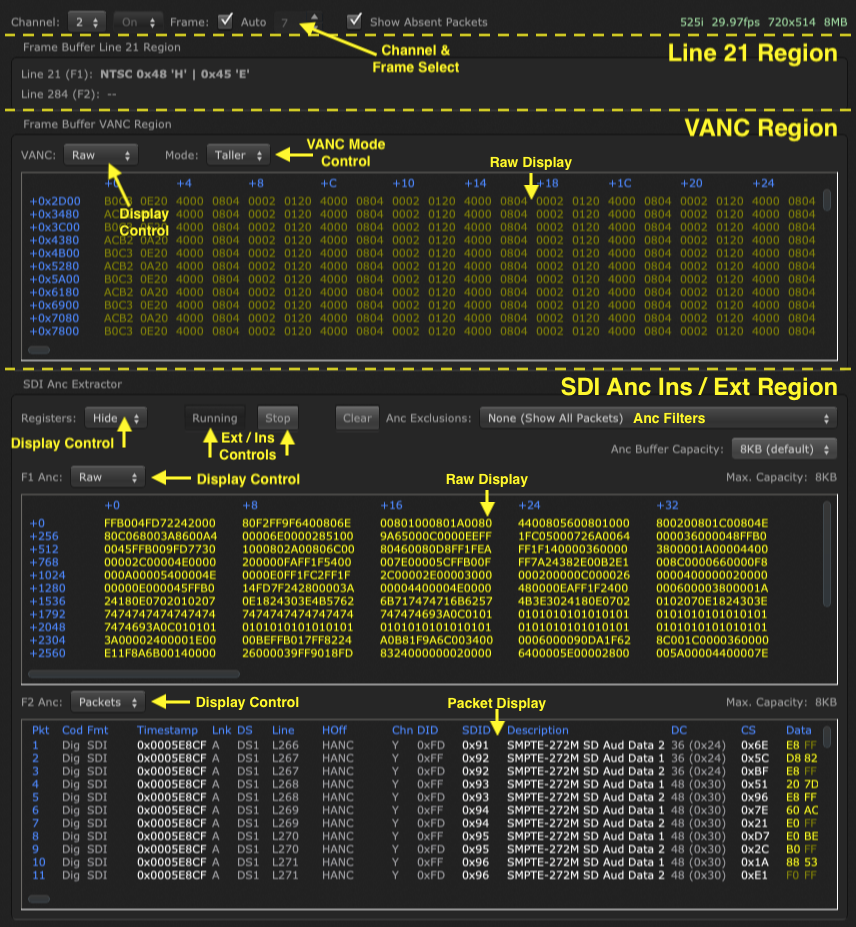 Channel: 2 On Frame: Auto 7 Show Absent Packets 525i 29.97fps 720x514 8MB
Channel & Frame Select
Frame Buffer Line 21 Region
Line 21 Region
Line 21 (F1): NTSC 0x48 'H' | 0x45 'E'
Line 284 (F2): --
Frame Buffer VANC Region
VANC Region
VANC: Raw Mode: Taller
VANC Mode Control
Raw Display
Display Control
+4 +8 +C +10 +14 +18 +1C +20 +24
+0x2D00 B0C3 0E20 4000 0804 0002 0120 4000 0804 0002 0120 4000 0804 0002 0120 4000 0804 0002 0120 4000 0804
+0x3480 ACB2 0A20 4000 0804 0002 0120 4000 0804 0002 0120 4000 0804 0002 0120 4000 0804 0002 0120 4000 0804
+0x3C00 4000 0804 0002 0120 4000 0804 0002 0120 4000 0804 0002 0120 4000 0804 0002 0120 4000 0804
+0x4380 ACB2 0A20 4000 0804 0002 0120 4000 0804 0002 0120 4000 0804 0002 0120 4000 0804 0002 0120 4000 0804
+0x4B00 B0C3 0E20 4000 0804 0002 0120 4000 0804 0002 0120 4000 0804 0002 0120 4000 0804 0002 0120 4000 0804
+0x5280 ACB2 0A20 4000 0804 0002 0120 4000 0804 0002 0120 4000 0804 0002 0120 4000 0804 0002 0120 4000 0804
+0x5A00 B0C3 0E20 4000 0804 0002 0120 4000 0804 0002 0120 4000 0804 0002 0120 4000 0804 0002 0120 4000 0804
+0x6180 ACB2 0A20 4000 0804 0002 0120 4000 0804 0002 0120 4000 0804 0002 0120 4000 0804 0002 0120 4000 0804
+0x6900 B0C3 0E20 4000 0804 0002 0120 4000 0804 0002 0120 4000 0804 0002 0120 4000 0804 0002 0120 4000 0804
+0x7080 ACB2 0A20 4000 0804 0002 0120 4000 0804 0002 0120 4000 0804 0002 0120 4000 0804 0002 0120 4000 0804
+0x7800 B0C3 0E20 4000 0804 0002 0120 4000 0804 0002 0120 4000 0804 0002 0120 4000 0804 0002 0120 4000 0804
SDI Anc Extractor
SDI Anc Ins / Ext Region
Registers: Hide Running Stop Clear Anc Exclusions: None (Show All Packets) Anc Filters
Display Control
Ext / Ins Controls
Anc Buffer Capacity: 8KB (default)
F1 Anc: Raw Display Control Raw Display Max. Capacity: 8KB
+0 +8 +16 +24 +32
+0 FFB004FD72242000 80F2FF9F6400806E 00801000801A0080 4400805600801000 800200801C00804E
+256 80C068003A8600A4 00006E0000285100 9A65000C0000EEFF 1FC05000726A0064 000036000048FFB0
+512 0045FFB009FD7730 1000802A00806C00 80460080D8FF1FEA FF1F140000360000 3800001A00004400
+768 00002C00004E0000 200000FAFF1F5400 007E00005CFFB00F FF7A24382E00B2E1 008C0000660000F8
+1024 000A00005400004E 0000E0FF1FC2FF1F 2C00002E00003000 000200000C000026 0000400000020000
+1280 00000E000045FFB0 14FD7F242800003A 00004400004E0000 480000EAFF1F2400 000600003800001A
+1536 24180E0702010207 0E1824303E4B5762 6B717474716B6257 4B3E3024180E0702 0102070E1824303E
+1792 7474747474747474 7474747474747474 747474693A0C0101 0101010101010101 0101010101010101
+2048 7474693A0C010101 0101010101010101 0101010101010101 0101010101010101 0101010101010101
+2304 3A00002400001E00 00BEFFB017FF8224 A0B81F9A6C003400 0006000090DA1F62 8C001C0000360000
+2560 E11F8A6B00140000 26000039FF9018FD 8324000000020000 6400005E00002800 005A00004400007E
F2 Anc: Packets Display Control Packet Display Max. Capacity: 8KB
Pkt Cod Fmt Timestamp Lnk DS Line HOff Chn DID SDID Description DC CS Data
1 Dig SDI 0x0005E8CF A DS1 L266 HANC Y 0xFD 0x91 SMPTE-272M SD Aud Data 2 36 (0x24) 0x6E E8 FF
2 Dig SDI 0x0005E8CF A DS1 L267 HANC Y 0xFF 0x92 SMPTE-272M SD Aud Data 1 36 (0x24) 0x5C D8 82
3 Dig SDI 0x0005E8CF A DS1 L267 HANC Y 0xFD 0x92 SMPTE-272M SD Aud Data 2 36 (0x24) 0xBF E8 FF
4 Dig SDI 0x0005E8CF A DS1 L268 HANC Y 0xFF 0x93 SMPTE-272M SD Aud Data 1 48 (0x30) 0x51 20 7D
5 Dig SDI 0x0005E8CF A DS1 L268 HANC Y 0xFD 0x93 SMPTE-272M SD Aud Data 2 48 (0x30) 0x96 E8 FF
6 Dig SDI 0x0005E8CF A DS1 L269 HANC Y 0xFF 0x94 SMPTE-272M SD Aud Data 1 48 (0x30) 0x7E 60 AC
7 Dig SDI 0x0005E8CF A DS1 L269 HANC Y 0xFD 0x94 SMPTE-272M SD Aud Data 2 48 (0x30) 0x21 E0 FF
8 Dig SDI 0x0005E8CF A DS1 L270 HANC Y 0xFF 0x95 SMPTE-272M SD Aud Data 1 48 (0x30) 0xD7 E0 BE
9 Dig SDI 0x0005E8CF A DS1 L270 HANC Y 0xFD 0x95 SMPTE-272M SD Aud Data 2 48 (0x30) 0x2C B0 FF
10 Dig SDI 0x0005E8CF A DS1 L271 HANC Y 0xFF 0x96 SMPTE-272M SD Aud Data 1 48 (0x30) 0x1A 88 53
11 Dig SDI 0x0005E8CF A DS1 L271 HANC Y 0xFD 0x96 SMPTE-272M SD Aud Data 2 48 (0x30) 0xE1 F0 FF